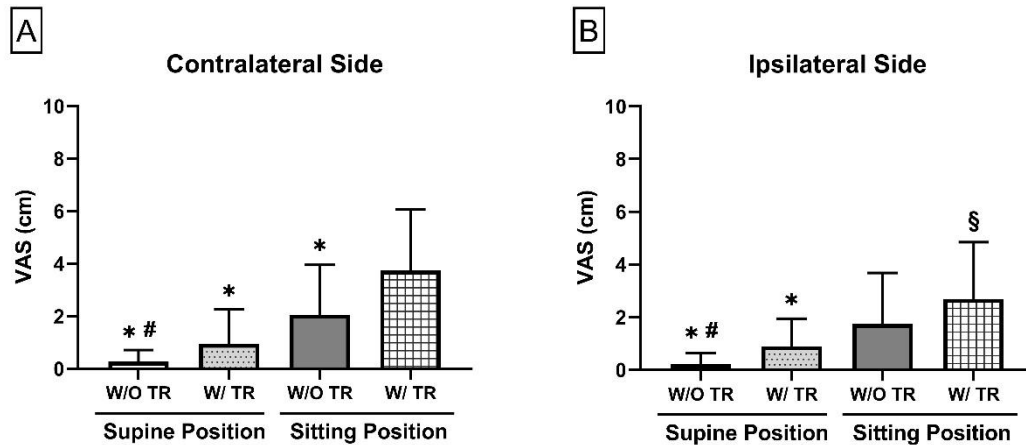 A
Contralateral Side
VAS (cm)
10
8
6
4
2
0
* #
*
*
W/O TR
W/ TR
W/O TR
W/ TR
Supine Position
Sitting Position
B
Ipsilateral Side
VAS (cm)
10
8
6
4
2
0
* #
*
§
W/O TR
W/ TR
W/O TR
W/ TR
Supine Position
Sitting Position